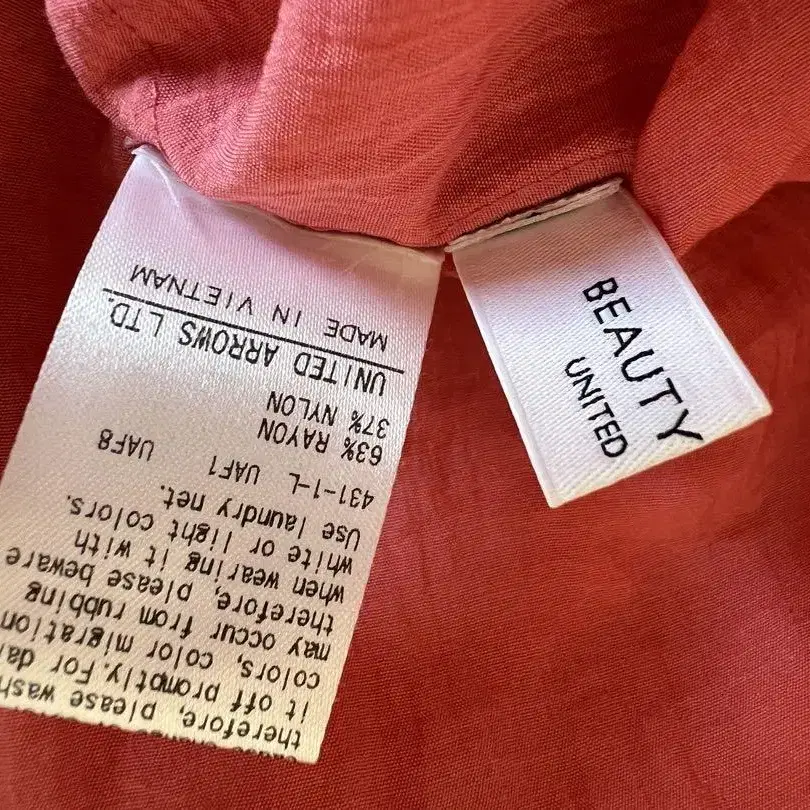 therefore, please wash
it off promptly. For
colors, color migration
may occur from rubbing
therefore, please beware
when wearing it with
white or light colors.
Use laundry net.
431-1-L UAF1 UAF8
63% RAYON
37% NYLON
UNITED ARROWS LTD.
MADE IN VIETNAM
BEAUTY
UNITED